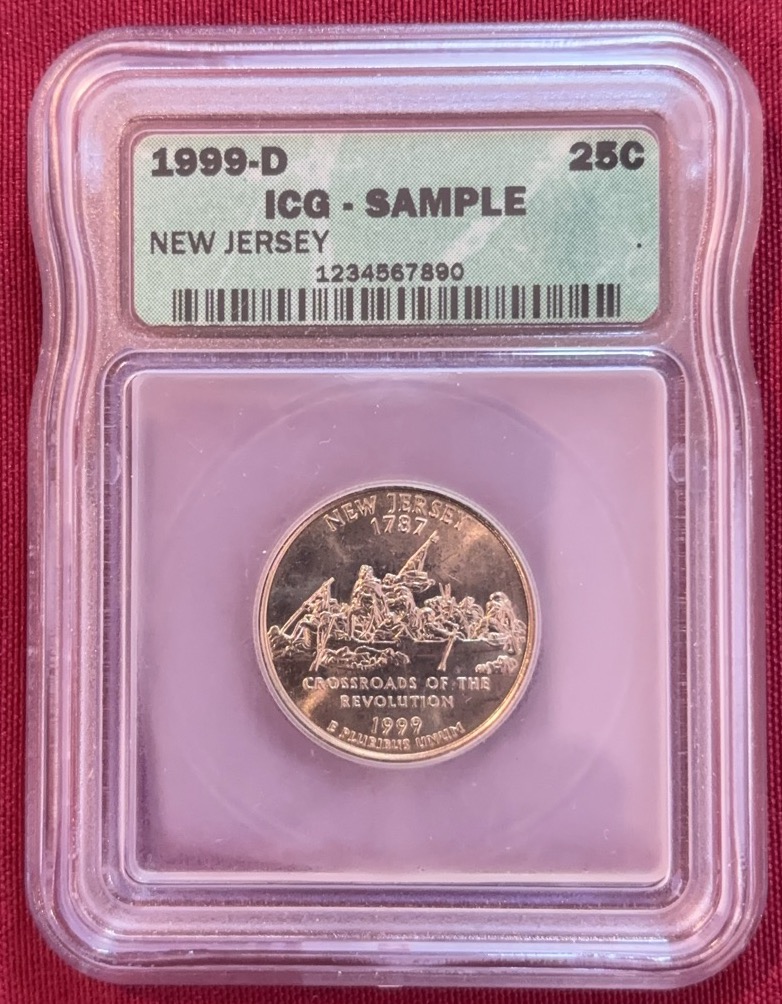 1999-D 25C
ICG - SAMPLE
NEW JERSEY
1234567890
NEW JERSEY
1787
CROSSROADS OF THE
REVOLUTION
1999
E PLURIBUS UNUM